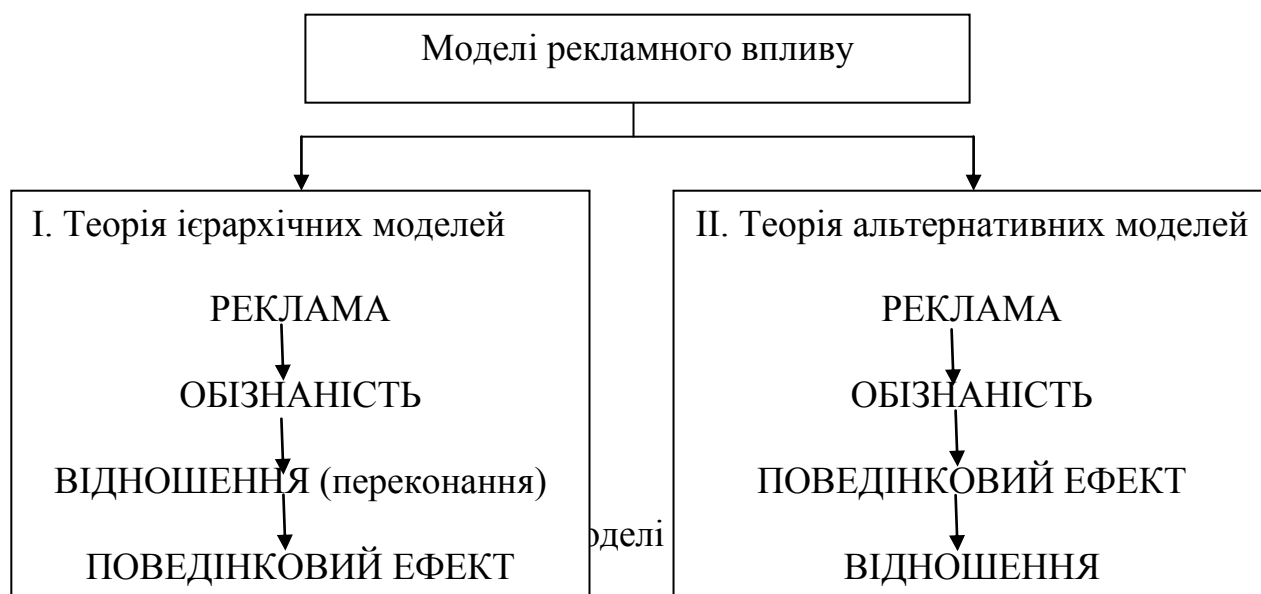 Моделі рекламного впливу
І. Теорія ієрархічних моделей
РЕКЛАМА
ОБІЗНАНІСТЬ
ВІДНОШЕННЯ (переконання)
ПОВЕДІНКОВИЙ ЕФЕКТ
ІІ. Теорія альтернативних моделей
РЕКЛАМА
ОБІЗНАНІСТЬ
ПОВЕДІНКОВИЙ ЕФЕКТ
ВІДНОШЕННЯ